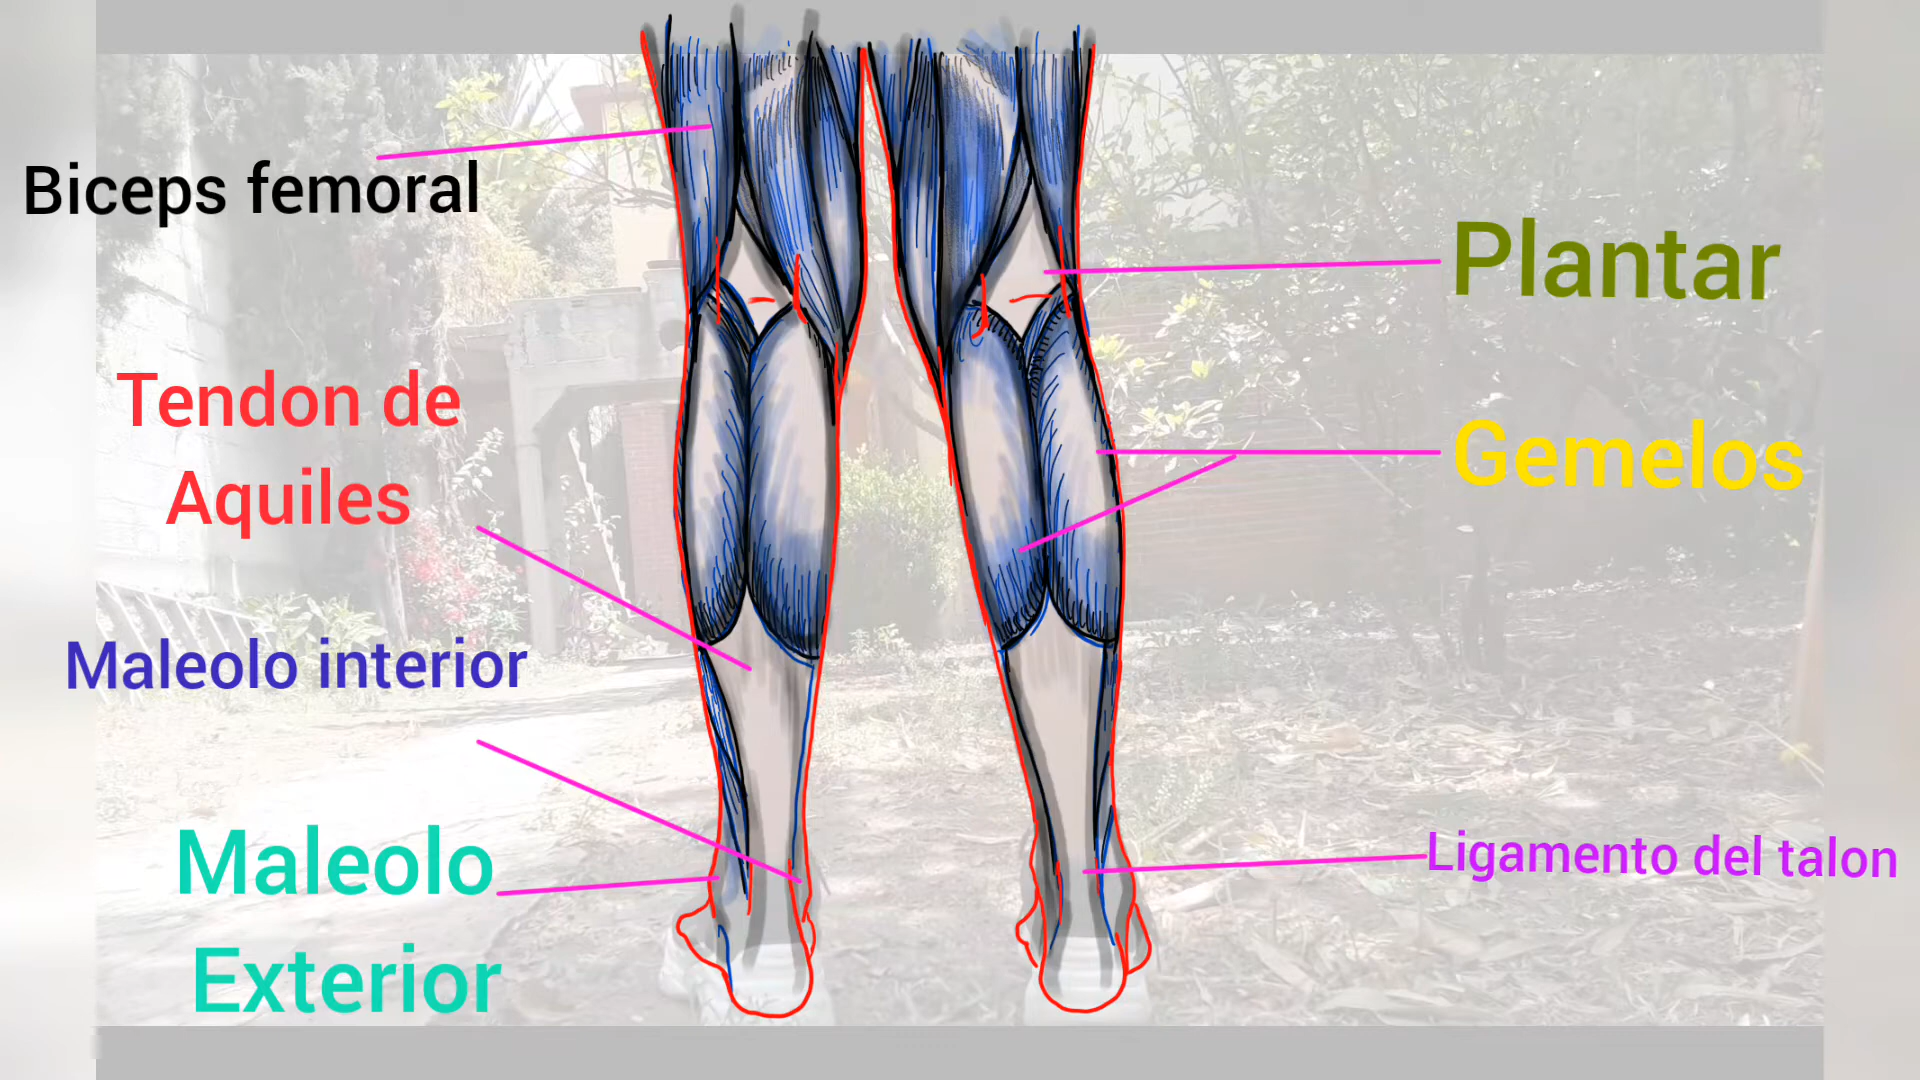 Biceps femoral
Tendon de
Aquiles
Maleolo interior
Maleolo
Exterior
Plantar
Gemelos
Ligamento del talon